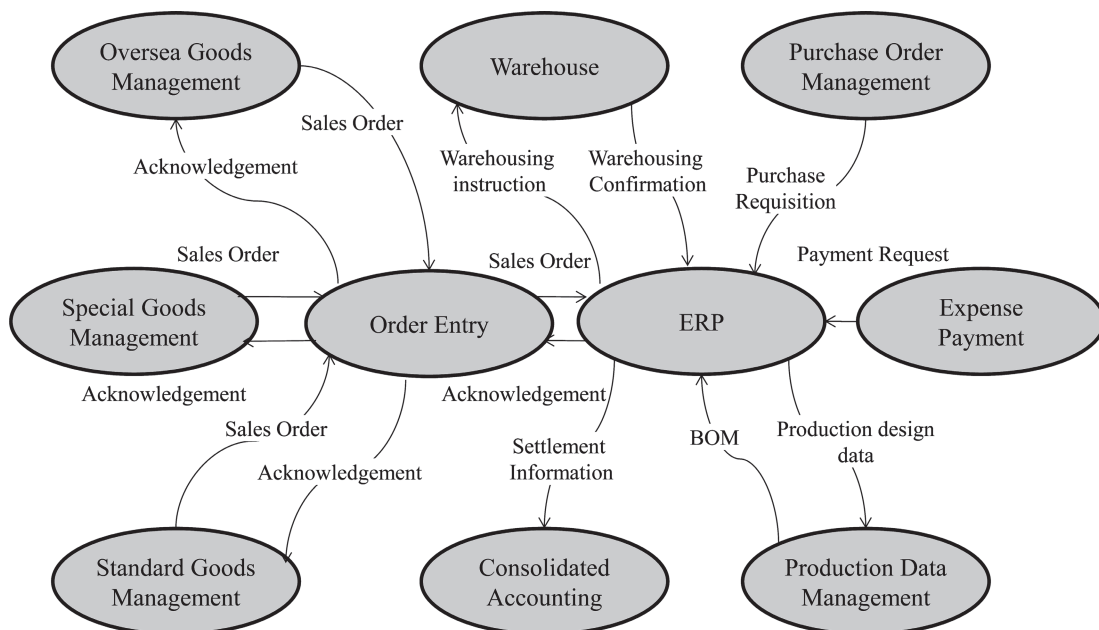 Oversea Goods
Management
Warehouse
Purchase Order
Management
Sales Order
Acknowledgement
Warehousing
instruction
Warehousing
Confirmation
Purchase
Requisition
Sales Order
Sales Order
Payment Request
Special Goods
Management
Order Entry
ERP
Expense
Payment
Acknowledgement
Acknowledgement
Sales Order
Acknowledgement
Settlement
Information
BOM
Production design
data
Standard Goods
Management
Consolidated
Accounting
Production Data
Management